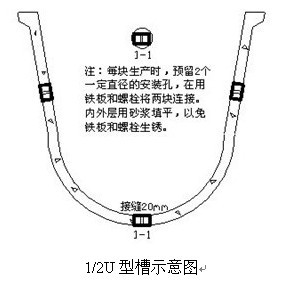 1-1
注：每块生产时，预留2个
一定直径的安装孔，在用
铁板和螺栓将两块连接。
内外层用砂浆填平，以免
铁板和螺栓生锈。
接缝20mm
1-1
1/2U 型槽示意图